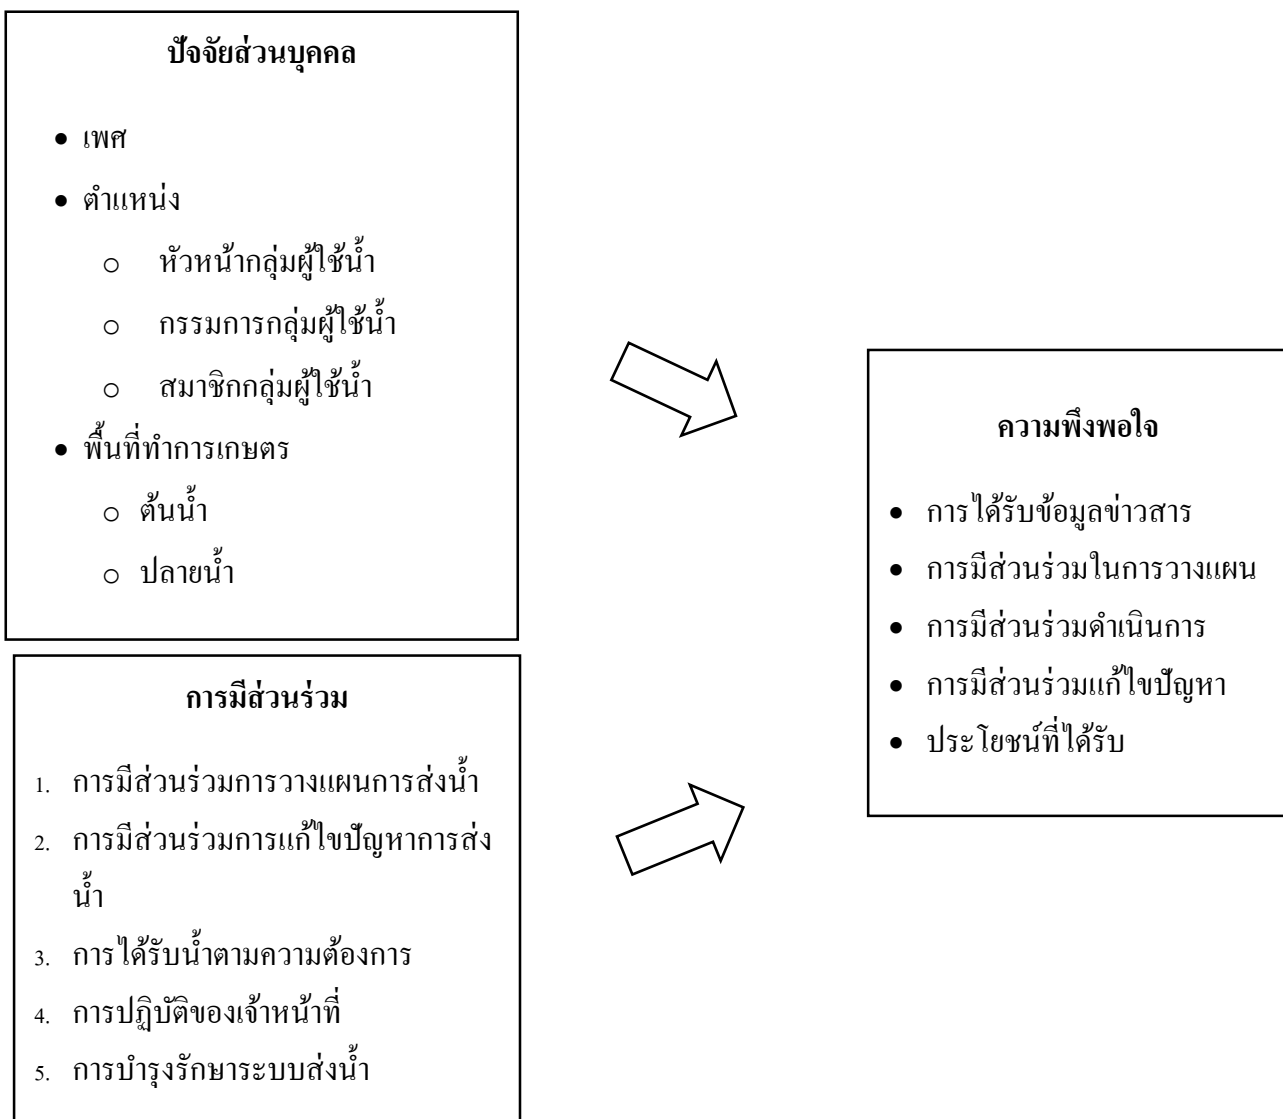 ปัจจัยส่วนบุคคล
• เพศ
• ตำแหน่ง
o หัวหน้ากลุ่มผู้ใช้น้ำ
o กรรมการกลุ่มผู้ใช้น้ำ
o สมาชิกกลุ่มผู้ใช้น้ำ
• พื้นที่ทำการเกษตร
o ต้นน้ำ
o ปลายน้ำ
การมีส่วนร่วม
1. การมีส่วนร่วมการวางแผนการส่งน้ำ
2. การมีส่วนร่วมการแก้ไขปัญหาการส่ง
น้ำ
3. การได้รับน้ำตามความต้องการ
4. การปฏิบัติของเจ้าหน้าที่
5. การบำรุงรักษาระบบส่งน้ำ
ความพึงพอใจ
• การได้รับข้อมูลข่าวสาร
• การมีส่วนร่วมในการวางแผน
• การมีส่วนร่วมดำเนินการ
• การมีส่วนร่วมแก้ไขปัญหา
• ประโยชน์ที่ได้รับ